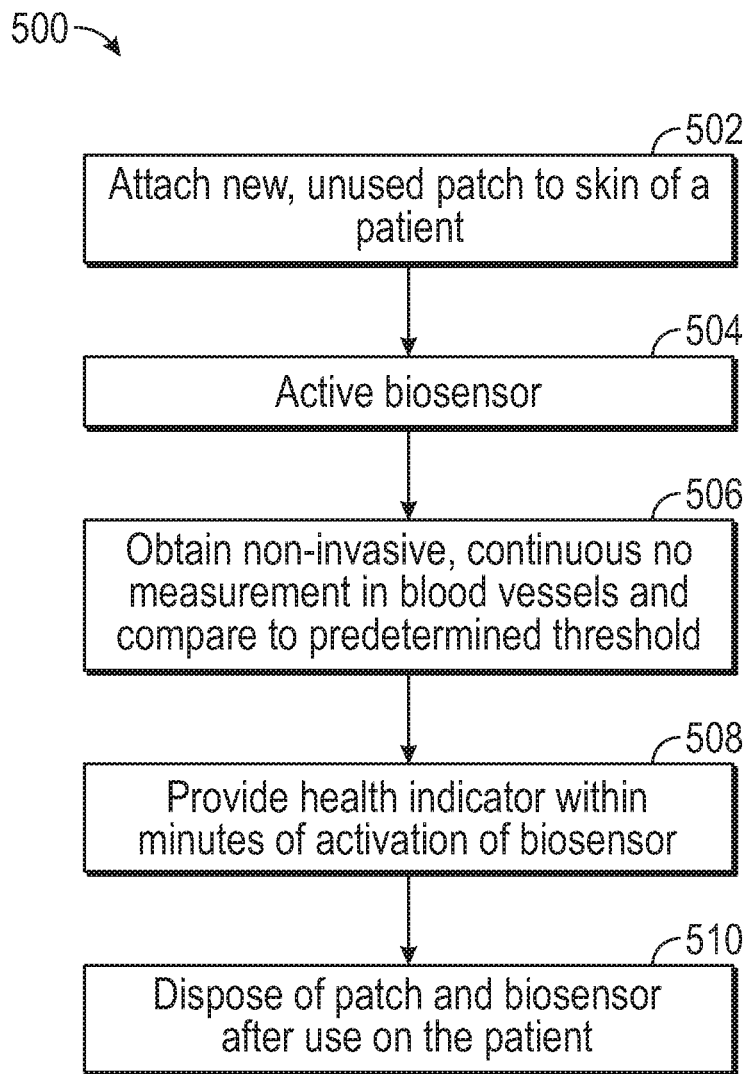 500
502
Attach new, unused patch to skin of a
patient
504
Active biosensor
506
Obtain non-invasive, continuous no
measurement in blood vessels and
compare to predetermined threshold
508
Provide health indicator within
minutes of activation of biosensor
510
Dispose of patch and biosensor
after use on the patient